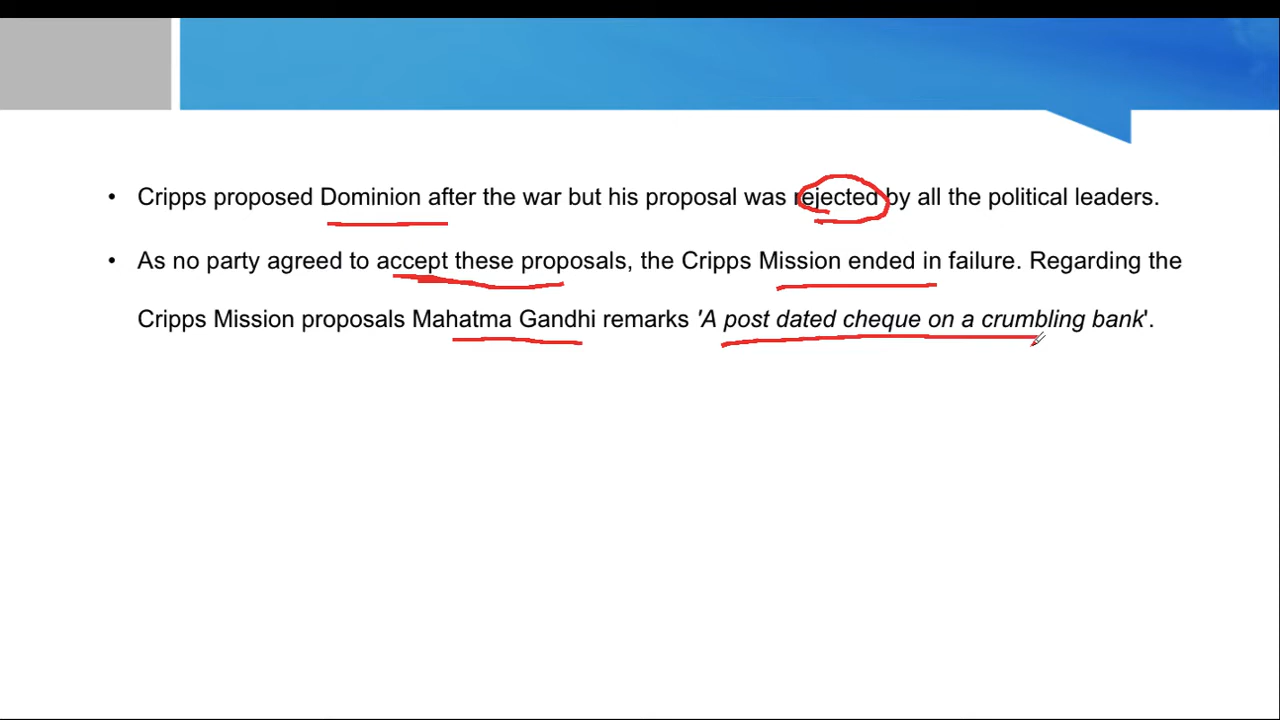 • Cripps proposed Dominion after the war but his proposal was rejected by all the political leaders.
• As no party agreed to accept these proposals, the Cripps Mission ended in failure. Regarding the
Cripps Mission proposals Mahatma Gandhi remarks 'A post dated cheque on a crumbling bank'.